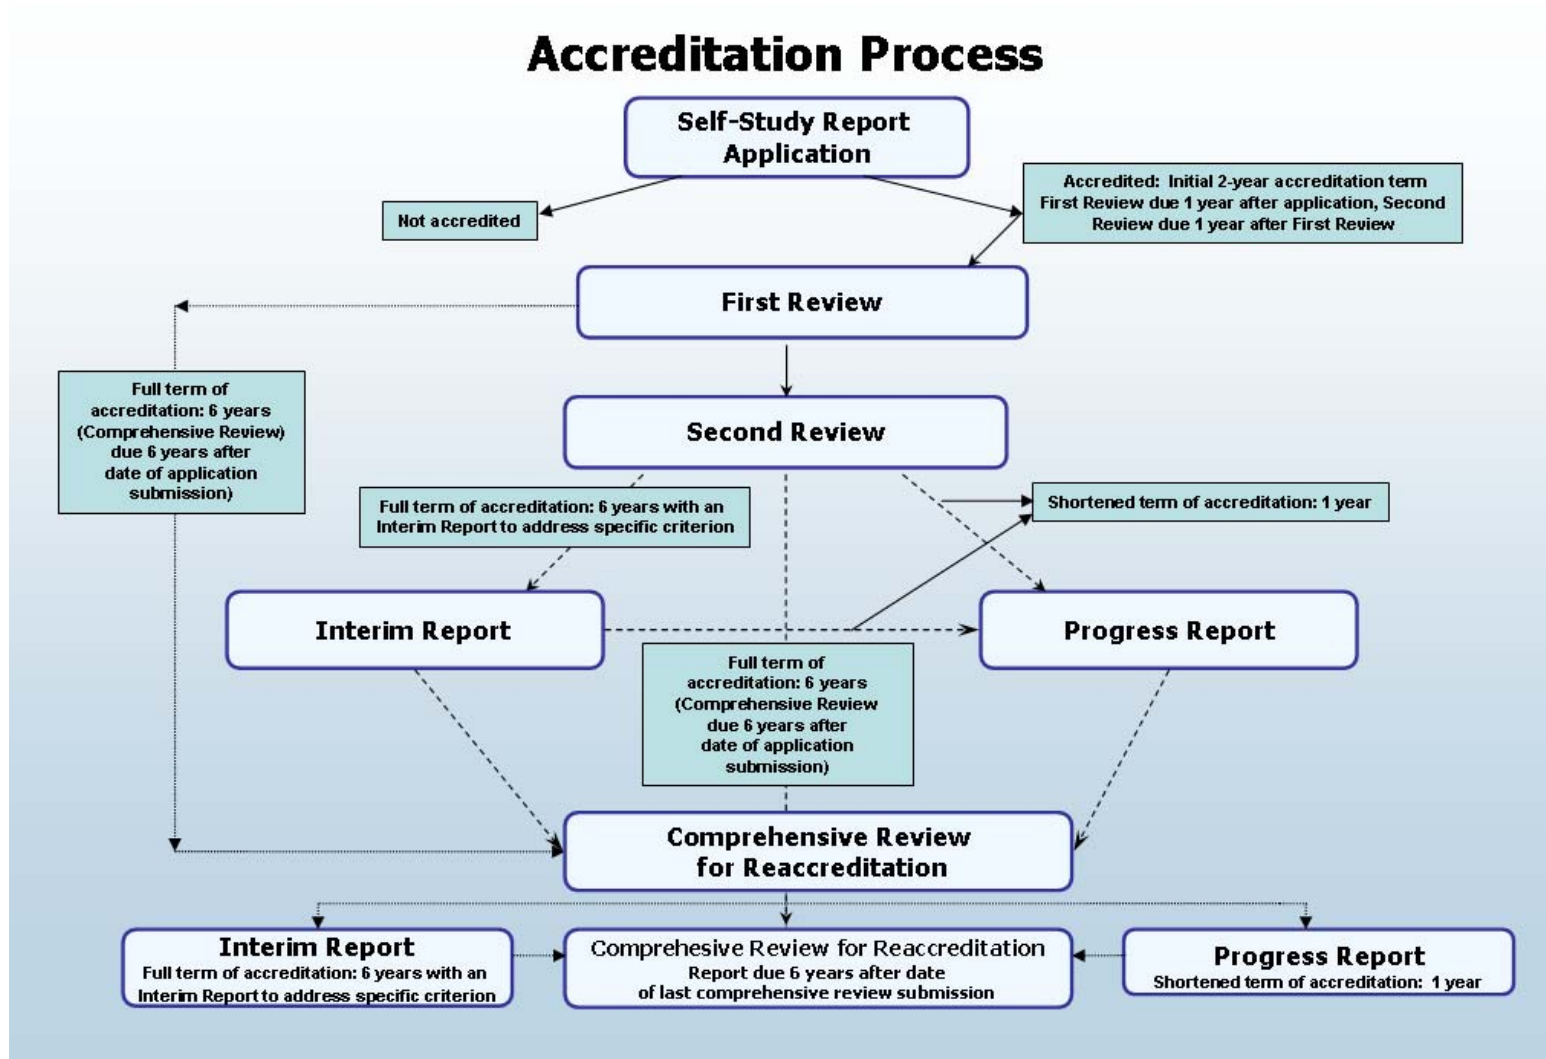 Accreditation Process
Self-Study Report
Application
Not accredited
Accredited: Initial 2-year accreditation term
First Review due 1 year after application, Second
Review due 1 year after First Review
First Review
Full term of
accreditation: 6 years
(Comprehensive Review)
due 6 years after
date of application
submission)
Second Review
Full term of accreditation: 6 years with an
Interim Report to address specific criterion
Shortened term of accreditation: 1 year
Interim Report
Progress Report
Full term of
accreditation: 6 years
(Comprehensive Review
due 6 years after
date of application
submission)
Comprehensive Review
for Reaccreditation
Interim Report
Full term of accreditation: 6 years with an
Interim Report to address specific criterion
Comprehesive Review for Reaccreditation
Report due 6 years after date
of last comprehensive review submission
Progress Report
Shortened term of accreditation: 1 year